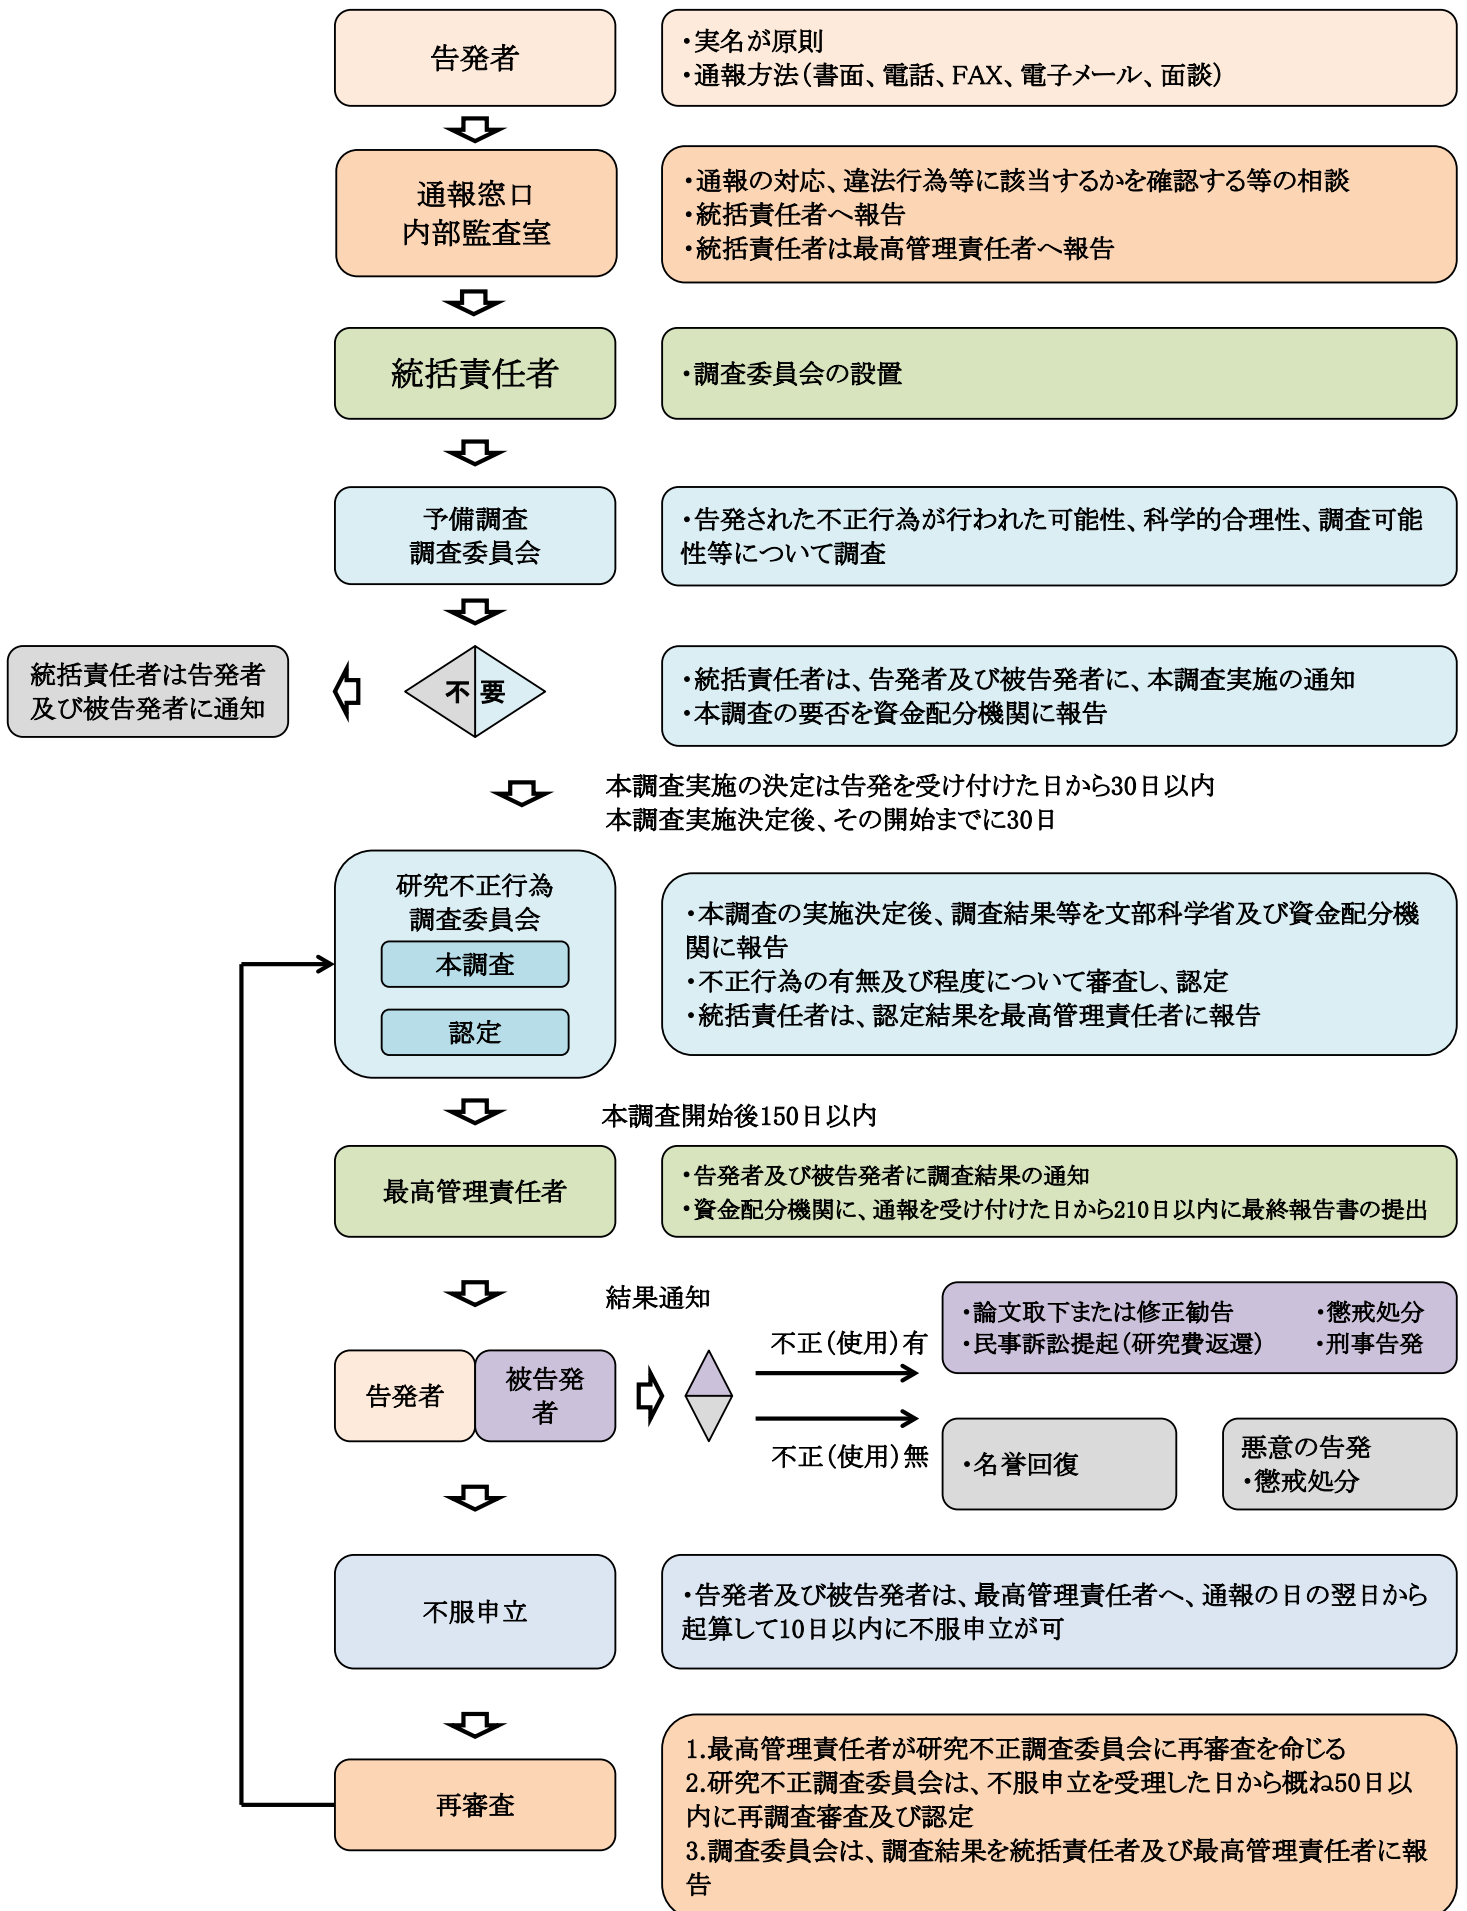 告発者
・実名が原則
・通報方法（書面、電話、FAX、電子メール、面談）
通報窓口
内部監査室
・通報の対応、違法行為等に該当するかを確認する等の相談
・統括責任者へ報告
・統括責任者は最高管理責任者へ報告
統括責任者
・調査委員会の設置
予備調査
調査委員会
・告発された不正行為が行われた可能性、科学的合理性、調査可能
性等について調査
統括責任者は告発者
及び被告発者に通知
不 要
・統括責任者は、告発者及び被告発者に、本調査実施の通知
・本調査の要否を資金配分機関に報告
本調査実施の決定は告発を受け付けた日から30日以内
本調査実施決定後、その開始までに30日
研究不正行為
調査委員会
本調査
認定
・本調査の実施決定後、調査結果等を文部科学省及び資金配分機
関に報告
・不正行為の有無及び程度について審査し、認定
・統括責任者は、認定結果を最高管理責任者に報告
本調査開始後150日以内
最高管理責任者
・告発者及び被告発者に調査結果の通知
・資金配分機関に、通報を受け付けた日から210日以内に最終報告書の提出
結果通知
告発者
被告発
者
不正（使用）有
・論文取下または修正勧告 ・懲戒処分
・民事訴訟提起（研究費返還） ・刑事告発
不正（使用）無
・名誉回復
悪意の告発
・懲戒処分
不服申立
・告発者及び被告発者は、最高管理責任者へ、通報の日の翌日から
起算して10日以内に不服申立が可
再審査
1.最高管理責任者が研究不正調査委員会に再審査を命じる
2.研究不正調査委員会は、不服申立を受理した日から概ね50日以
内に再調査審査及び認定
3.調査委員会は、調査結果を統括責任者及び最高管理責任者に報
告